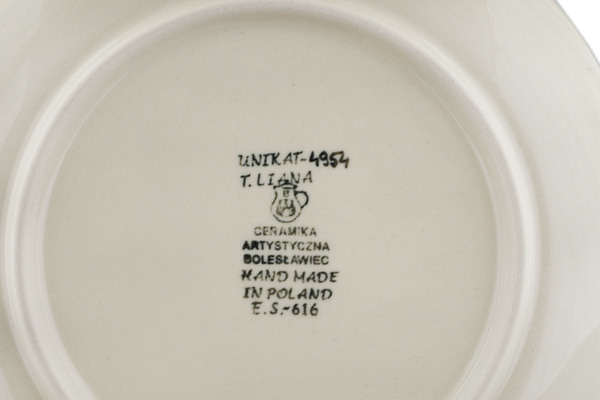 UNIKAT-4954
T. LIANA
CERAMIKA
ARTYSTYCZNA
BOLESŁAWIEC
HAND MADE
IN POLAND
E.S.-616